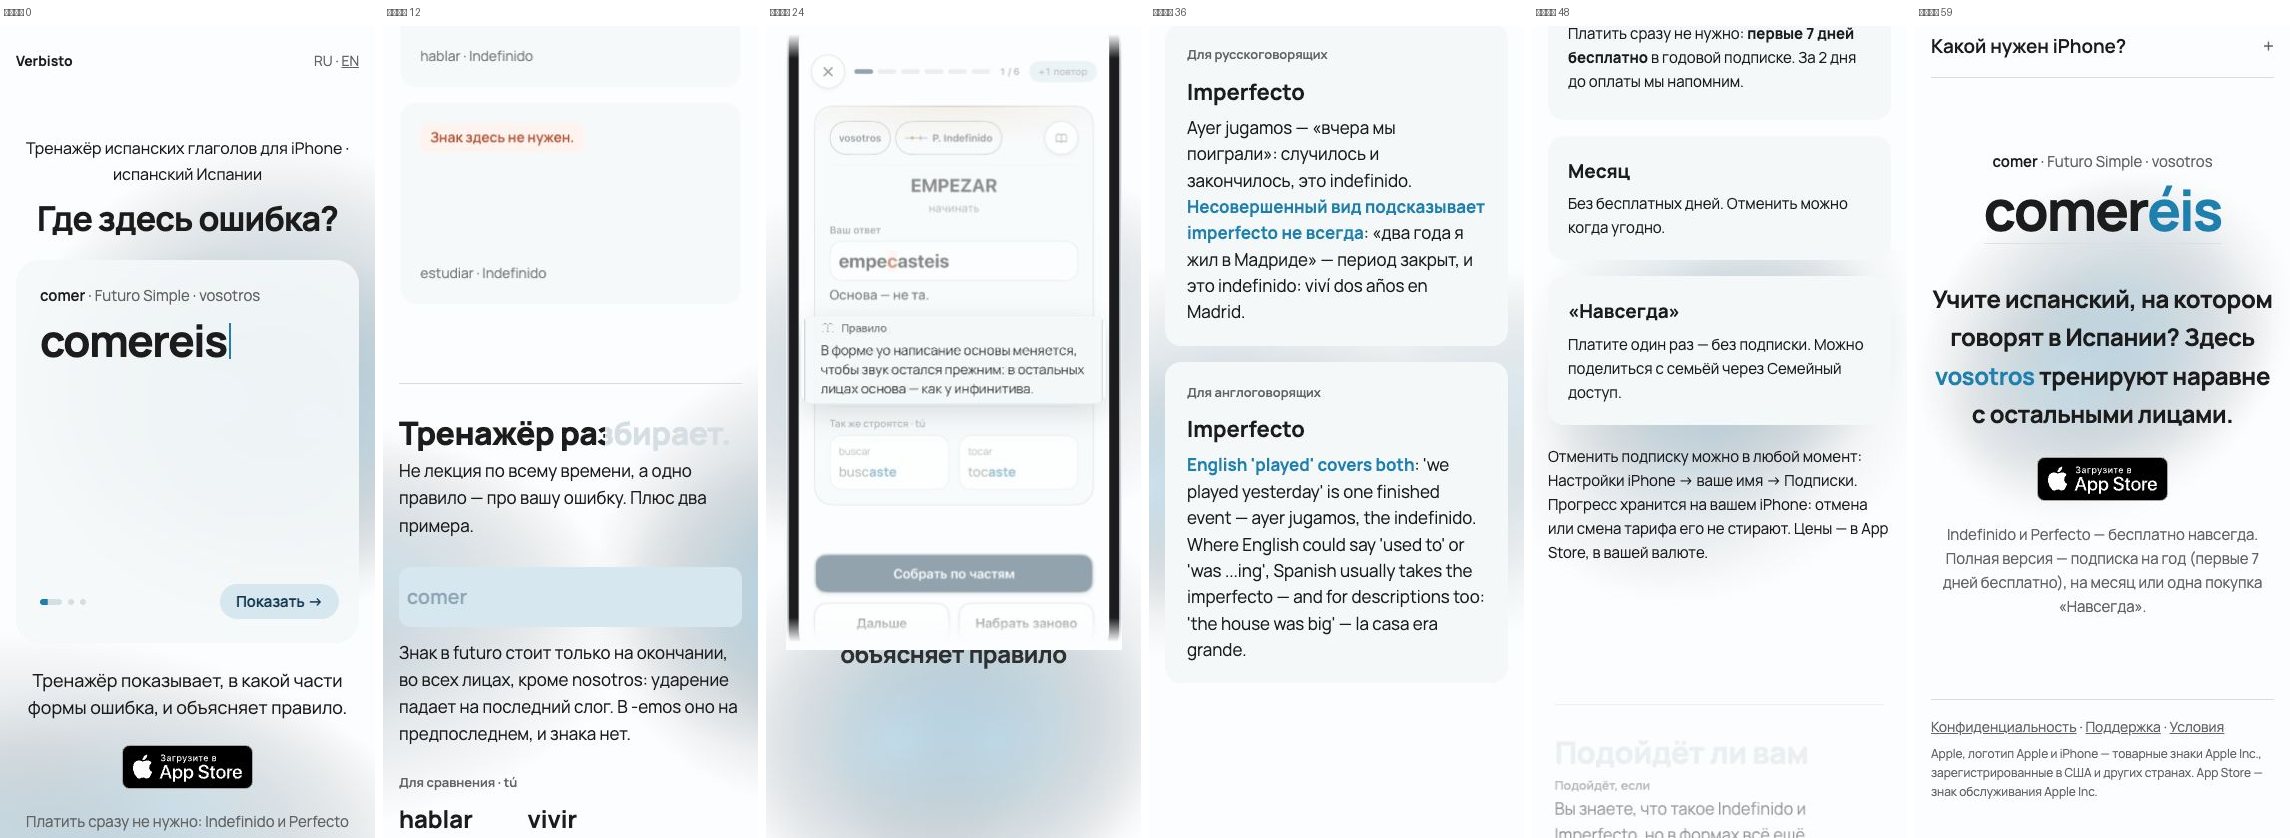 0
Verbisto
RU · EN
Тренажёр испанских глаголов для iPhone ·
испанский Испании
Где здесь ошибка?
comer · Futuro Simple · vosotros
comereis
Показать →
Тренажёр показывает, в какой части
формы ошибка, и объясняет правило.
Загрузите в
App Store
Платить сразу не нужно: Indefinido и Perfecto
12
hablar · Indefinido
Знак здесь не нужен.
estudiar · Indefinido
Тренажёр разбирает.
Не лекция по всему времени, а одно
правило — про вашу ошибку. Плюс два
примера.
comer
Знак в futuro стоит только на окончании,
во всех лицах, кроме nosotros: ударение
падает на последний слог. В -emos оно на
предпоследнем, и знака нет.
Для сравнения · tú
hablar vivir
24
1 / 6
+1 повтор
vosotros
P. Indefinido
EMPEZAR
начинать
Ваш ответ
empecasteis
Основа — не та.
Правило
В форме yo написание основы меняется,
чтобы звук остался прежним: в остальных
лицах основа — как у инфинитива.
Так же строятся · tú
buscar
buscaste
tocar
tocaste
Собрать по частям
Дальше
Набрать заново
объясняет правило
36
Для русскоговорящих
Imperfecto
Ayer jugamos — «вчера мы
поиграли»: случилось и
закончилось, это indefinido.
Несовершенный вид подсказывает
imperfecto не всегда: «два года я
жил в Мадриде» — период закрыт, и
это indefinido: viví dos años en
Madrid.
Для англоговорящих
Imperfecto
English 'played' covers both: 'we
played yesterday' is one finished
event — ayer jugamos, the indefinido.
Where English could say 'used to' or
'was ...ing', Spanish usually takes the
imperfecto — and for descriptions too:
'the house was big' — la casa era
grande.
48
Платить сразу не нужно: первые 7 дней
бесплатно в годовой подписке. За 2 дня
до оплаты мы напомним.
Месяц
Без бесплатных дней. Отменить можно
когда угодно.
«Навсегда»
Платите один раз — без подписки. Можно
поделиться с семьёй через Семейный
доступ.
Отменить подписку можно в любой момент:
Настройки iPhone → ваше имя → Подписки.
Прогресс хранится на вашем iPhone: отмена
или смена тарифа его не стирают. Цены — в App
Store, в вашей валюте.
Подойдёт ли вам
Подойдёт, если
Вы знаете, что такое Indefinido и
Imperfecto, но в формах всё ещё
59
Какой нужен iPhone? +
comer · Futuro Simple · vosotros
comeréis
Учите испанский, на котором
говорят в Испании? Здесь
vosotros тренируют наравне
с остальными лицами.
Загрузите в
App Store
Indefinido и Perfecto — бесплатно навсегда.
Полная версия — подписка на год (первые 7
дней бесплатно), на месяц или одна покупка
«Навсегда».
Конфиденциальность · Поддержка · Условия
Apple, логотип Apple и iPhone — товарные знаки Apple Inc.,
зарегистрированные в США и других странах. App Store —
знак обслуживания Apple Inc.